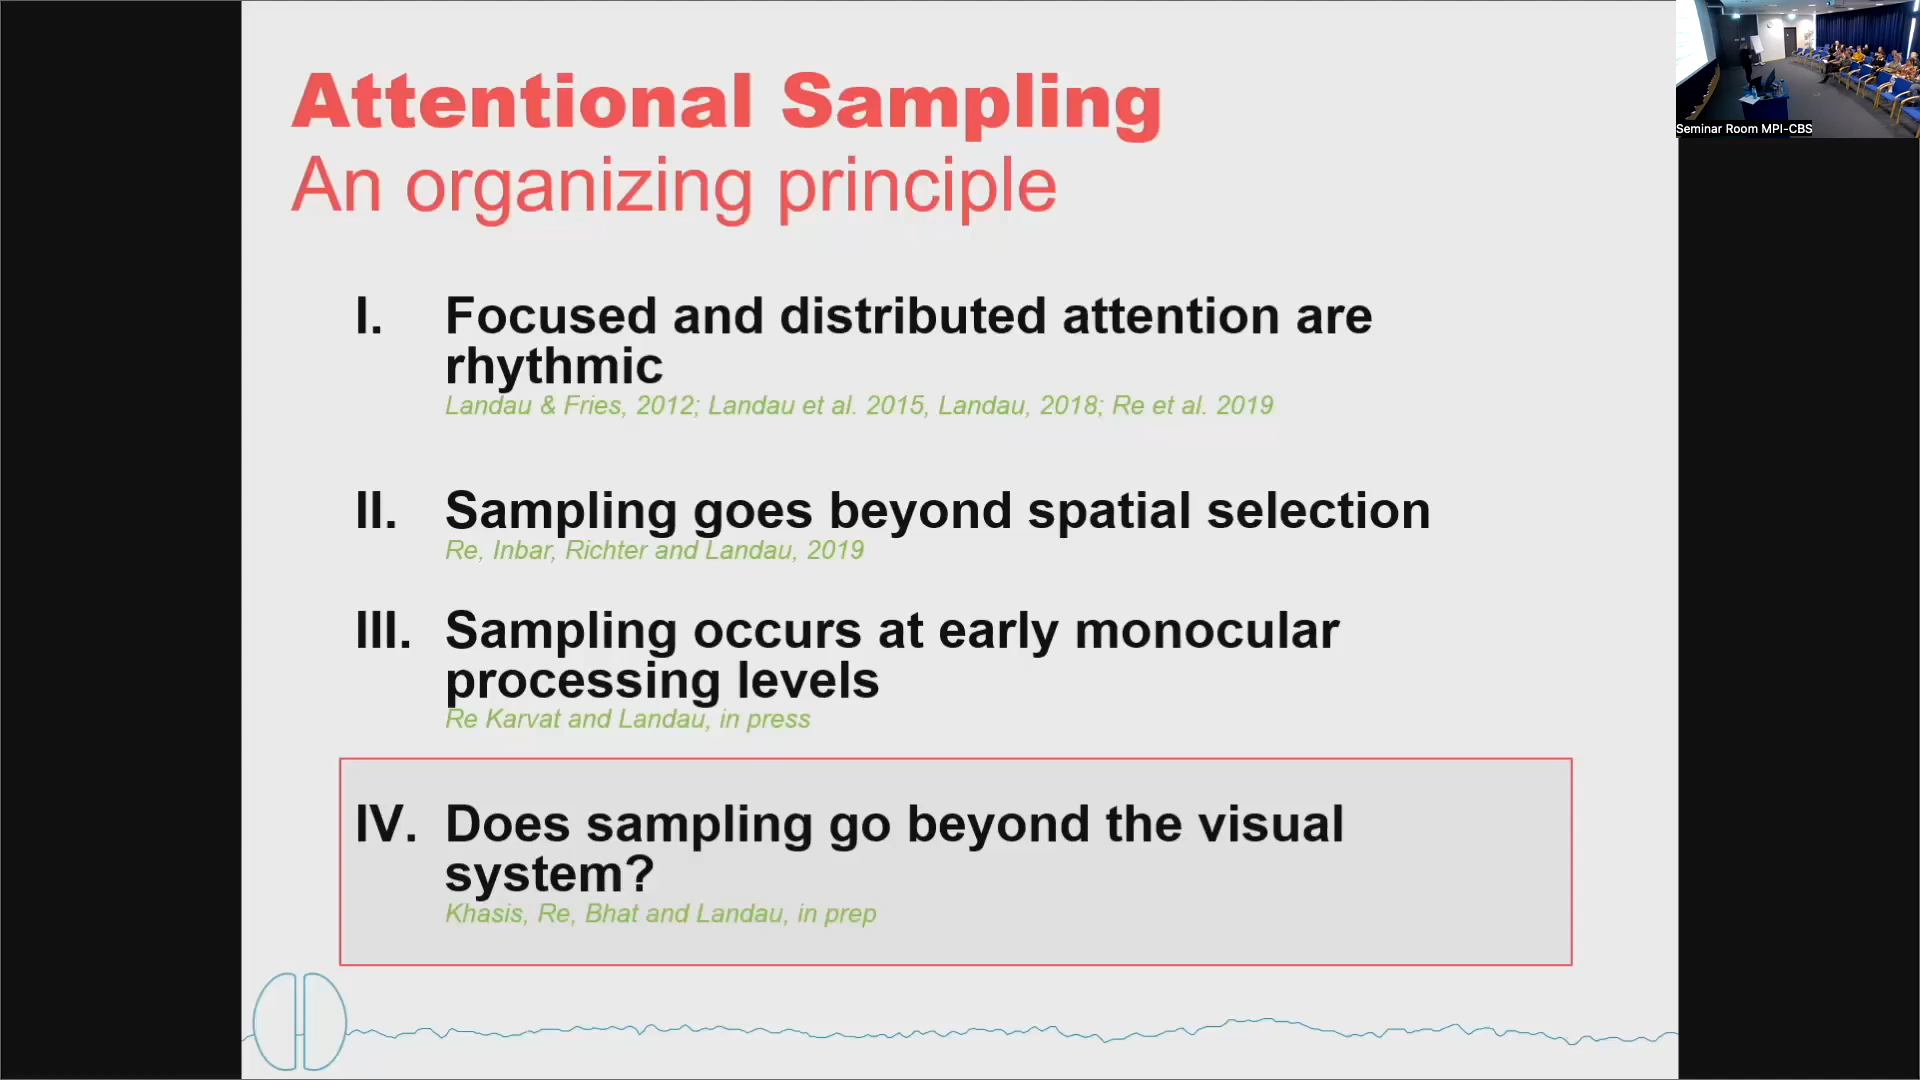 Attentional Sampling
An organizing principle
I. Focused and distributed attention are
rhythmic
Landau & Fries, 2012; Landau et al. 2015, Landau, 2018; Re et al. 2019
II. Sampling goes beyond spatial selection
Re, Inbar, Richter and Landau, 2019
III. Sampling occurs at early monocular
processing levels
Re Karvat and Landau, in press
IV. Does sampling go beyond the visual
system?
Khasis, Re, Bhat and Landau, in prep
Seminar Room MPI-CBS